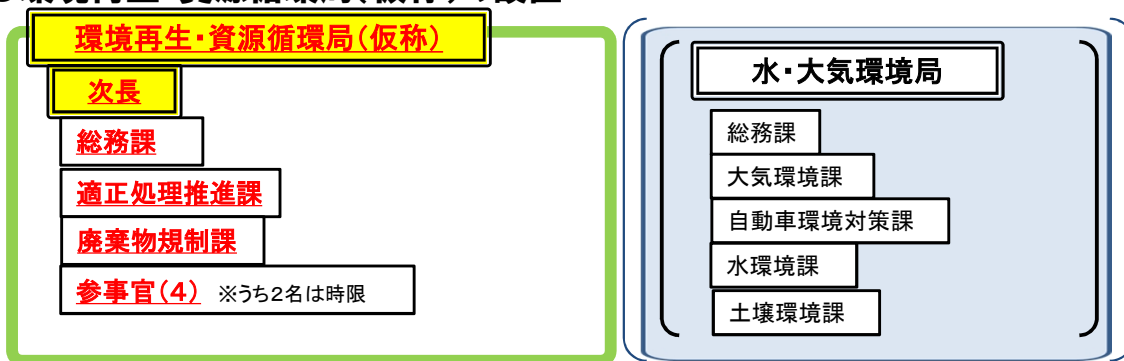 環境再生・資源循環局(仮称)
次長
総務課
適正処理推進課
廃棄物規制課
参事官(4) ※うち2名は時限
水・大気環境局
総務課
大気環境課
自動車環境対策課
水環境課
土壌環境課